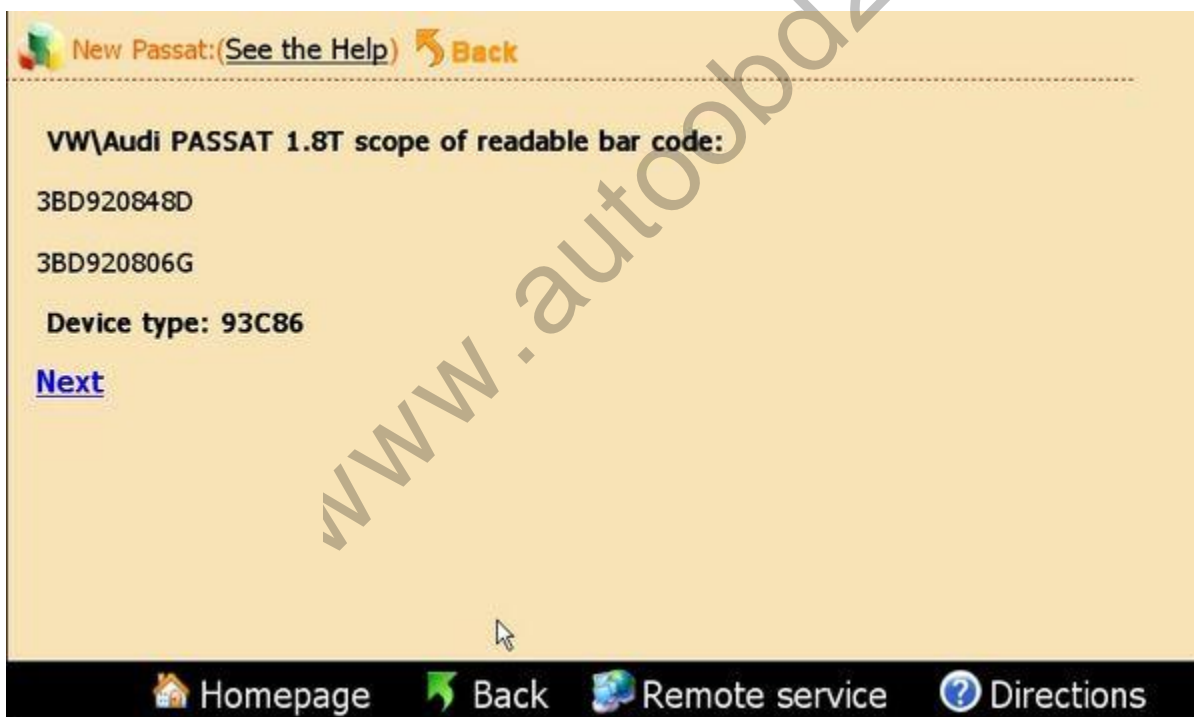 New Passat:(See the Help) Back
VW\Audi PASSAT 1.8T scope of readable bar code:
3BD920848D
3BD920806G
Device type: 93C86
Next
www.autoobd2
Homepage Back Remote service Directions